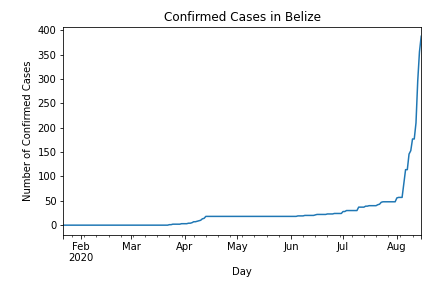 Confirmed Cases in Belize
Number of Confirmed Cases
400
350
300
250
200
150
100
50
0
Feb
2020
Mar
Apr
May
Jun
Jul
Aug
Day